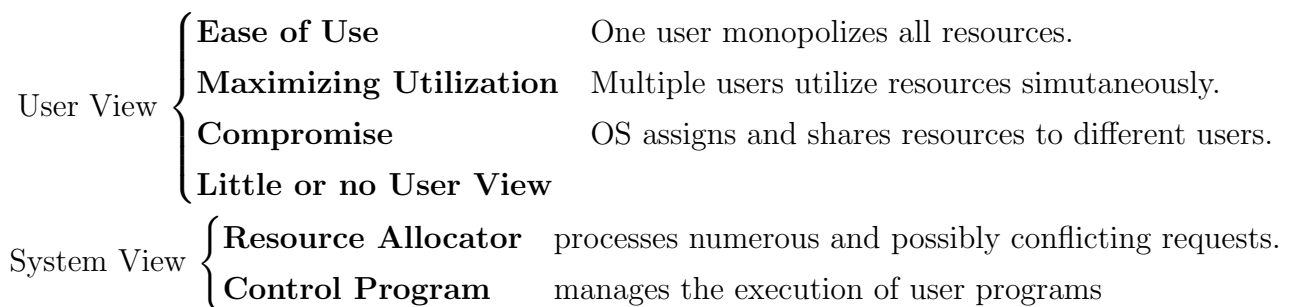 Ease of Use One user monopolizes all resources.
Maximizing Utilization Multiple users utilize resources simutaneously.
User View
Compromise OS assigns and shares resources to different users.
Little or no User View
Resource Allocator processes numerous and possibly conflicting requests.
System View
Control Program manages the execution of user programs